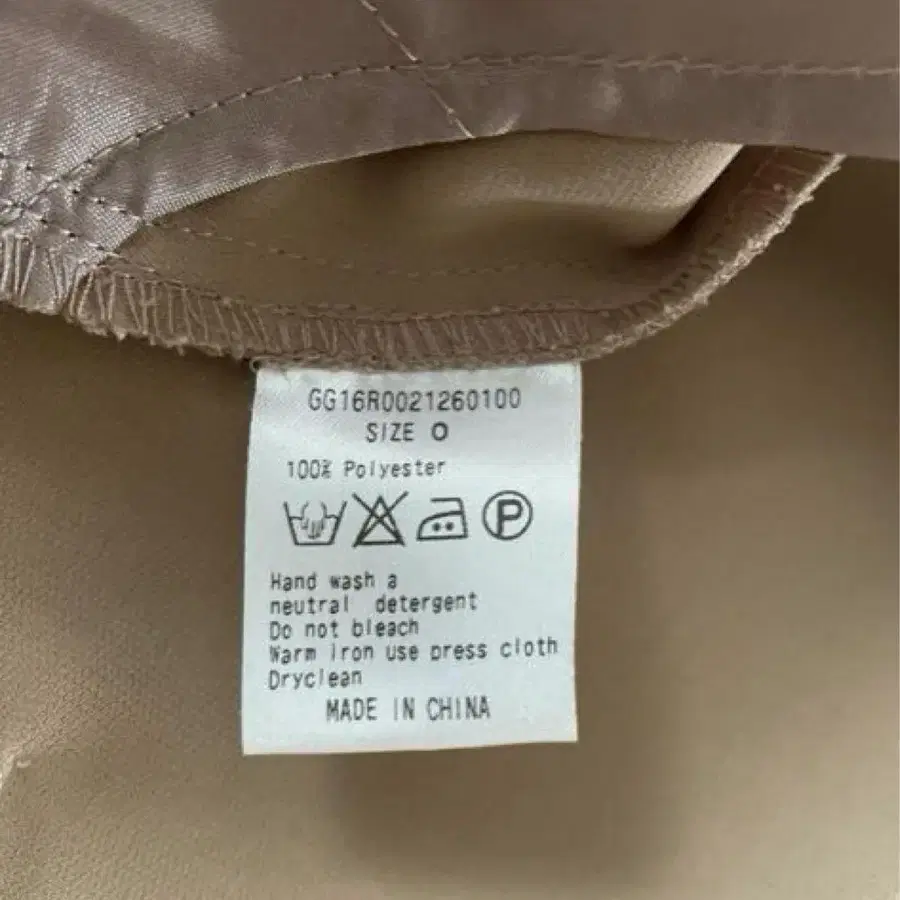 GG16R0021260100
SIZE O
100% Polyester
P
Hand wash a
neutral detergent
Do not bleach
Warm iron use press cloth
Dryclean
MADE IN CHINA